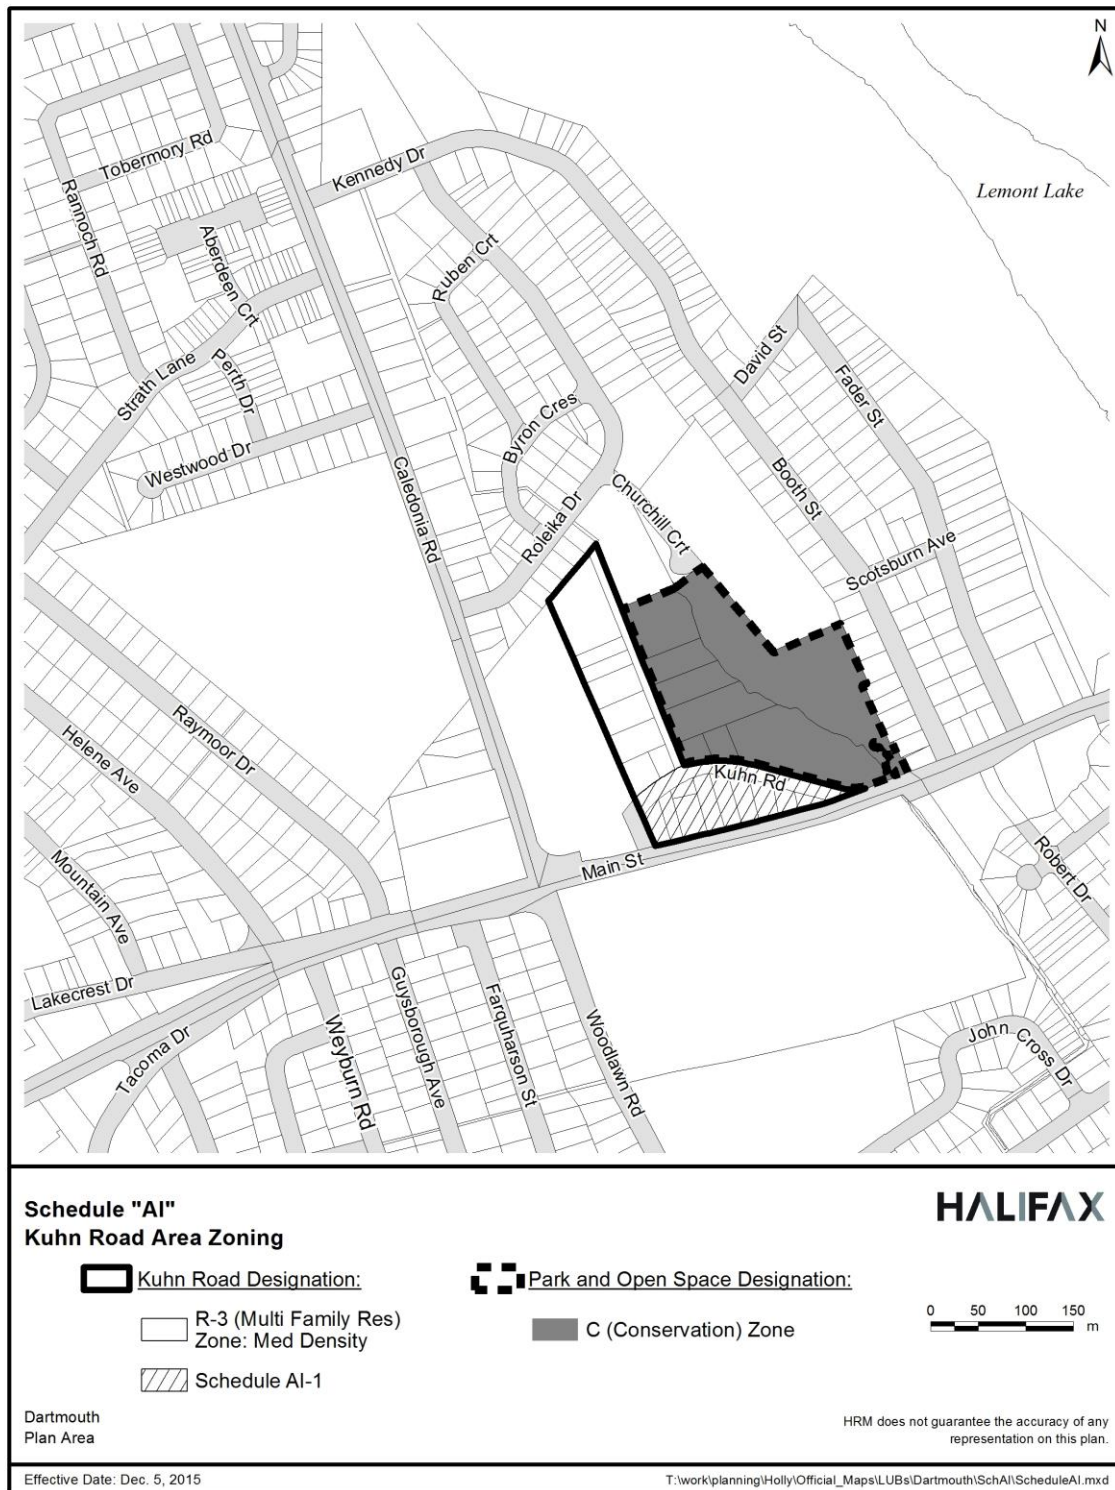 N
Lemont Lake
Tobermory Rd
Kennedy Dr
Rannoch Rd
Aberdeen Crt
Ruben Crt
Strath Lane
Perth Dr
David St
Fader St
Byron Cres
Westwood Dr
Caledonia Rd
Booth St
Churchill Crt
Roleika Dr
Scotsburn Ave
Raymoor Dr
Helene Ave
Kuhn Rd
Main St
Mountain Ave
Robert Dr
Lakecrest Dr
Tacoma Dr
Weyburn Rd
Guysborough Ave
Farquharson St
Woodlawn Rd
John Cross Dr
Schedule "AI"
Kuhn Road Area Zoning
HALIFAX
Kuhn Road Designation:
R-3 (Multi Family Res)
Zone: Med Density
Schedule AI-1
Park and Open Space Designation:
C (Conservation) Zone
0 50 100 150
m
Dartmouth
Plan Area
HRM does not guarantee the accuracy of any
representation on this plan.
Effective Date: Dec. 5, 2015
T:\work\planning\Holly\Official_Maps\LUBs\Dartmouth\SchAI\ScheduleAI.mxd